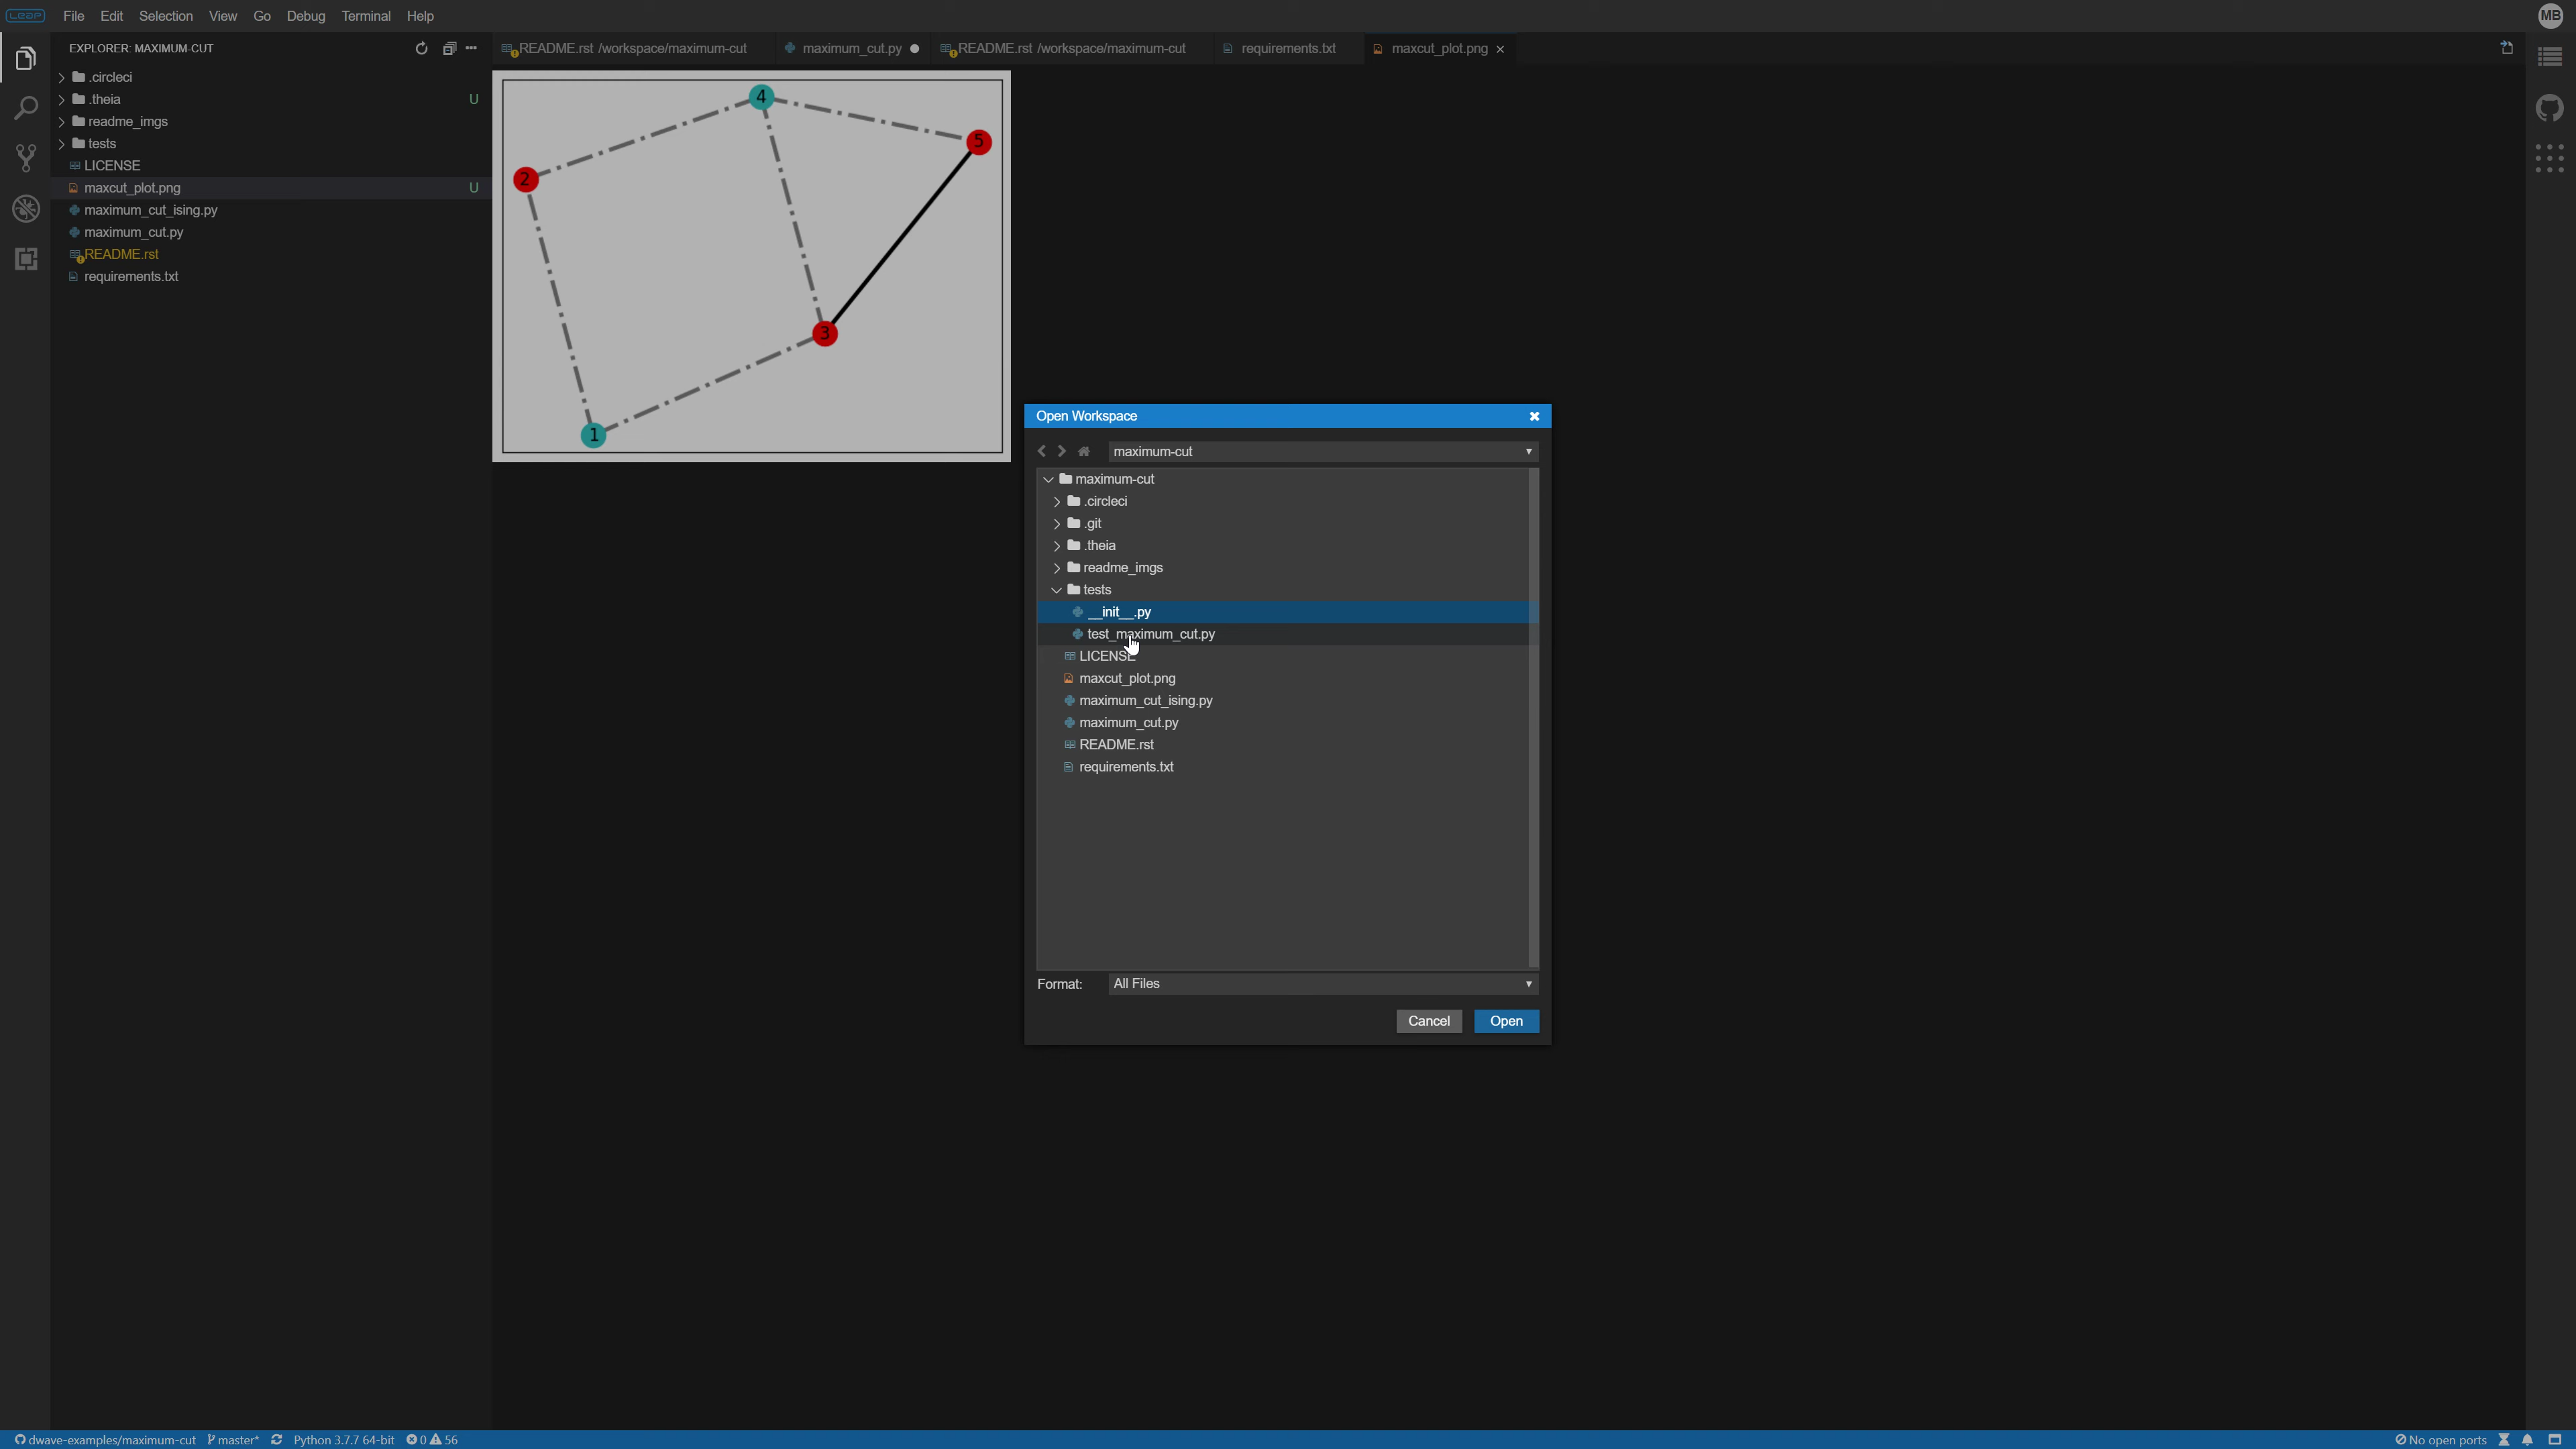 LEAP File Edit Selection View Go Debug Terminal Help MB
EXPLORER: MAXIMUM-CUT
README.rst /workspace/maximum-cut maximum_cut.py README.rst /workspace/maximum-cut requirements.txt maxcut_plot.png
.circleci
.theia U
readme_imgs
tests
LICENSE
maxcut_plot.png U
maximum_cut_ising.py
maximum_cut.py
README.rst
requirements.txt
4
5
2
3
1
Open Workspace
maximum-cut
maximum-cut
.circleci
.git
.theia
readme_imgs
tests
__init__.py
test_maximum_cut.py
LICENSE
maxcut_plot.png
maximum_cut_ising.py
maximum_cut.py
README.rst
requirements.txt
Format: All Files
Cancel Open
dwave-examples/maximum-cut master* Python 3.7.7 64-bit 0 56 No open ports